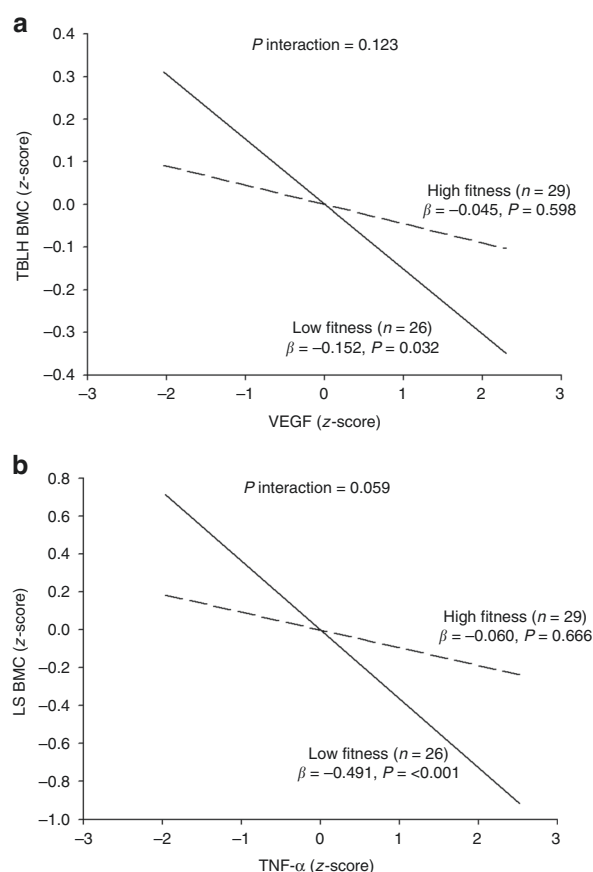 a
P interaction = 0.123
0.4
0.3
0.2
0.1
0.0
−0.1
−0.2
−0.3
−0.4
TBLH BMC (z-score)
High fitness (n = 29)
β = −0.045, P = 0.598
Low fitness (n = 26)
β = −0.152, P = 0.032
−3
−2
−1
0
1
2
3
VEGF (z-score)
b
P interaction = 0.059
0.8
0.6
0.4
0.2
0.0
−0.2
−0.4
−0.6
−0.8
−1.0
LS BMC (z-score)
High fitness (n = 29)
β = −0.060, P = 0.666
Low fitness (n = 26)
β = −0.491, P = <0.001
−3
−2
−1
0
1
2
3
TNF-α (z-score)